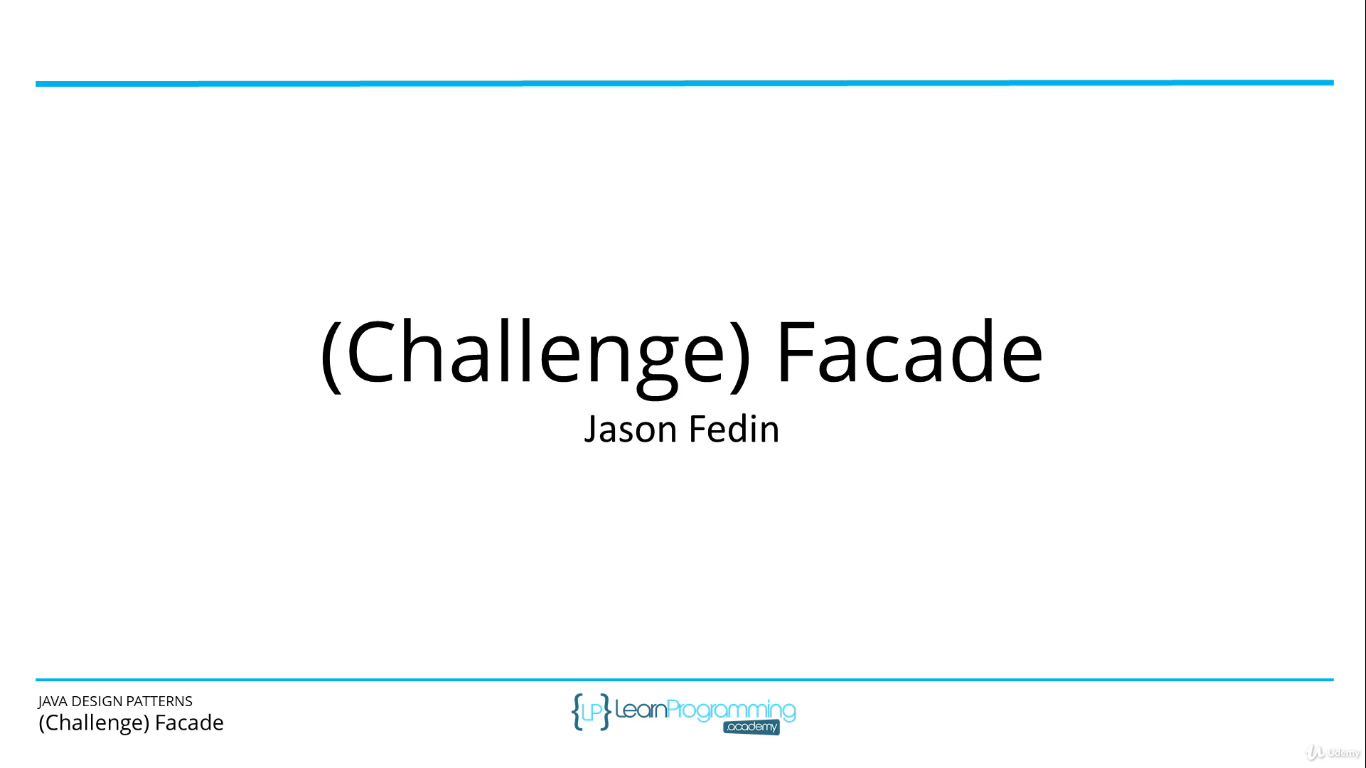 (Challenge) Facade
Jason Fedin
JAVA DESIGN PATTERNS
(Challenge) Facade
{LP} LearnProgramming
.academy
Udemy